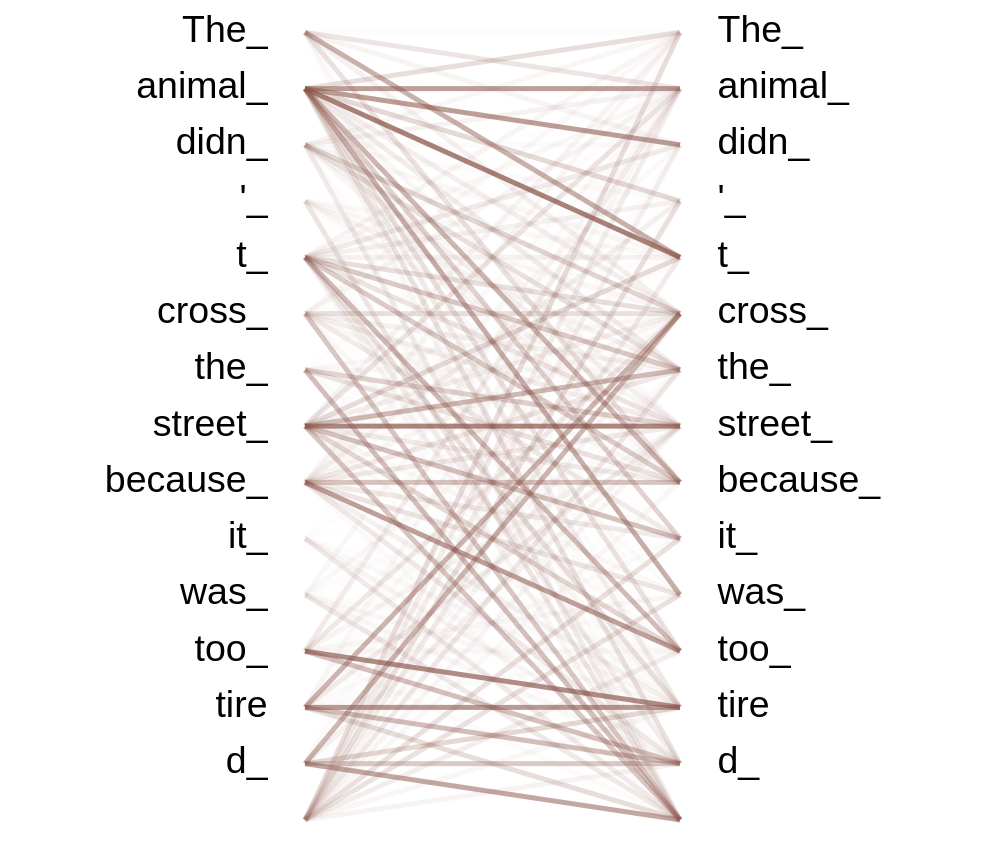 The_ The_
animal_ animal_
didn_ didn_
'_ '_
t_ t_
cross_ cross_
the_ the_
street_ street_
because_ because_
it_ it_
was_ was_
too_ too_
tire tire
d_ d_